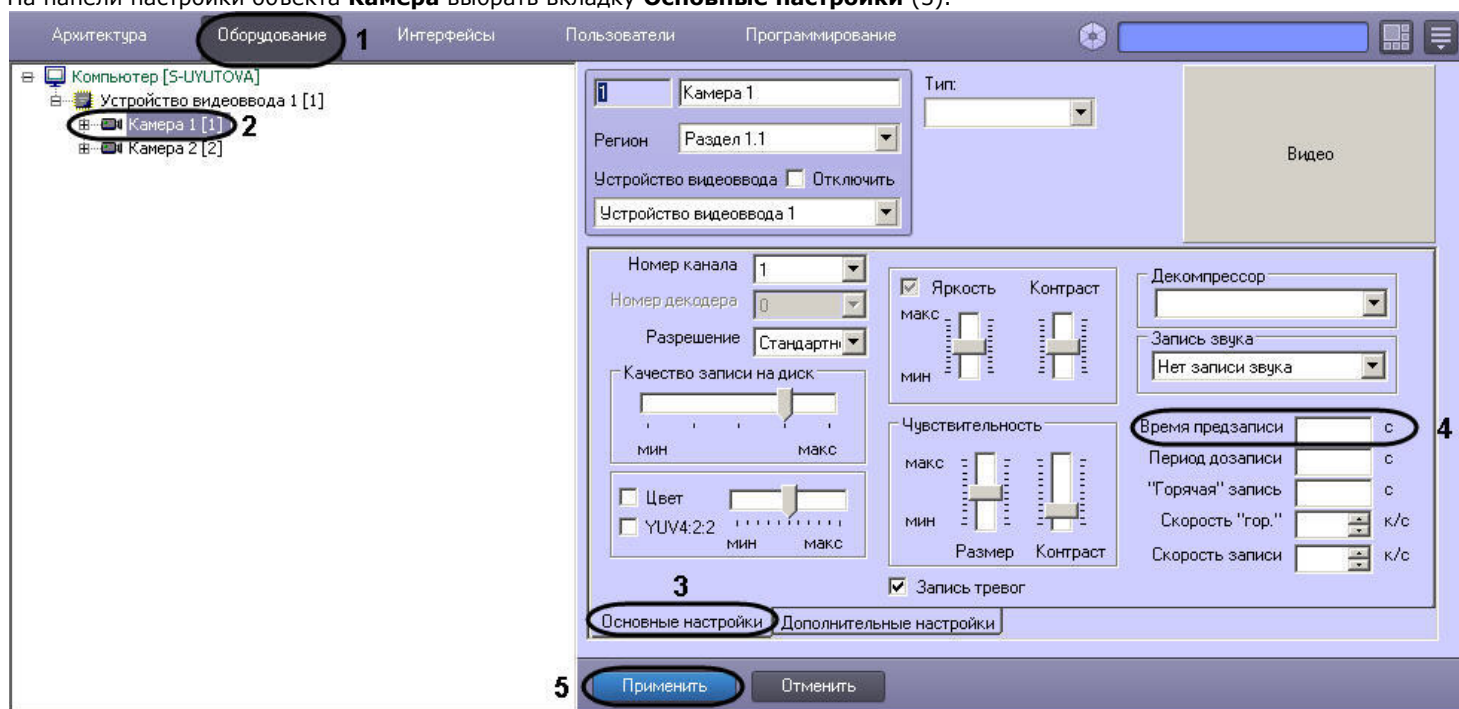 На панели настройки объекта Камера выбрать вкладку Основные настройки (3).
Архитектура Оборудование 1 Интерфейсы Пользователи Программирование
Компьютер [S-UYUTOVA]
Устройство видеоввода 1 [1]
Камера 1 [1] 2
Камера 2 [2]
1 Камера 1
Тип:
Регион Раздел 1.1
Устройство видеоввода Отключить
Устройство видеоввода 1
Видео
Номер канала 1
Номер декодера 0
Разрешение Стандартн
Качество записи на диск
мин макс
Цвет
YUV4:2:2
мин макс
Яркость Контраст
макс
мин
Чувствительность
макс
мин
Размер Контраст
Запись тревог
Декомпрессор
Запись звука
Нет записи звука
Время предзаписи с 4
Период дозаписи с
"Горячая" запись с
Скорость "гор." к/с
Скорость записи к/с
3
Основные настройки Дополнительные настройки
5 Применить Отменить